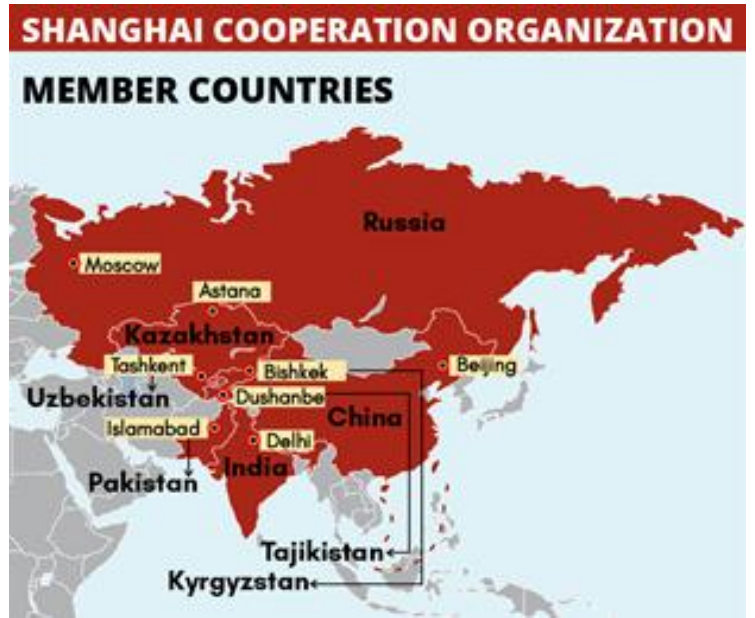 SHANGHAI COOPERATION ORGANIZATION
MEMBER COUNTRIES
Russia
Moscow
Astana
Kazakhstan
Tashkent
Bishkek
Beijing
Uzbekistan
Dushanbe
China
Islamabad
Delhi
India
Pakistan
Tajikistan
Kyrgyzstan